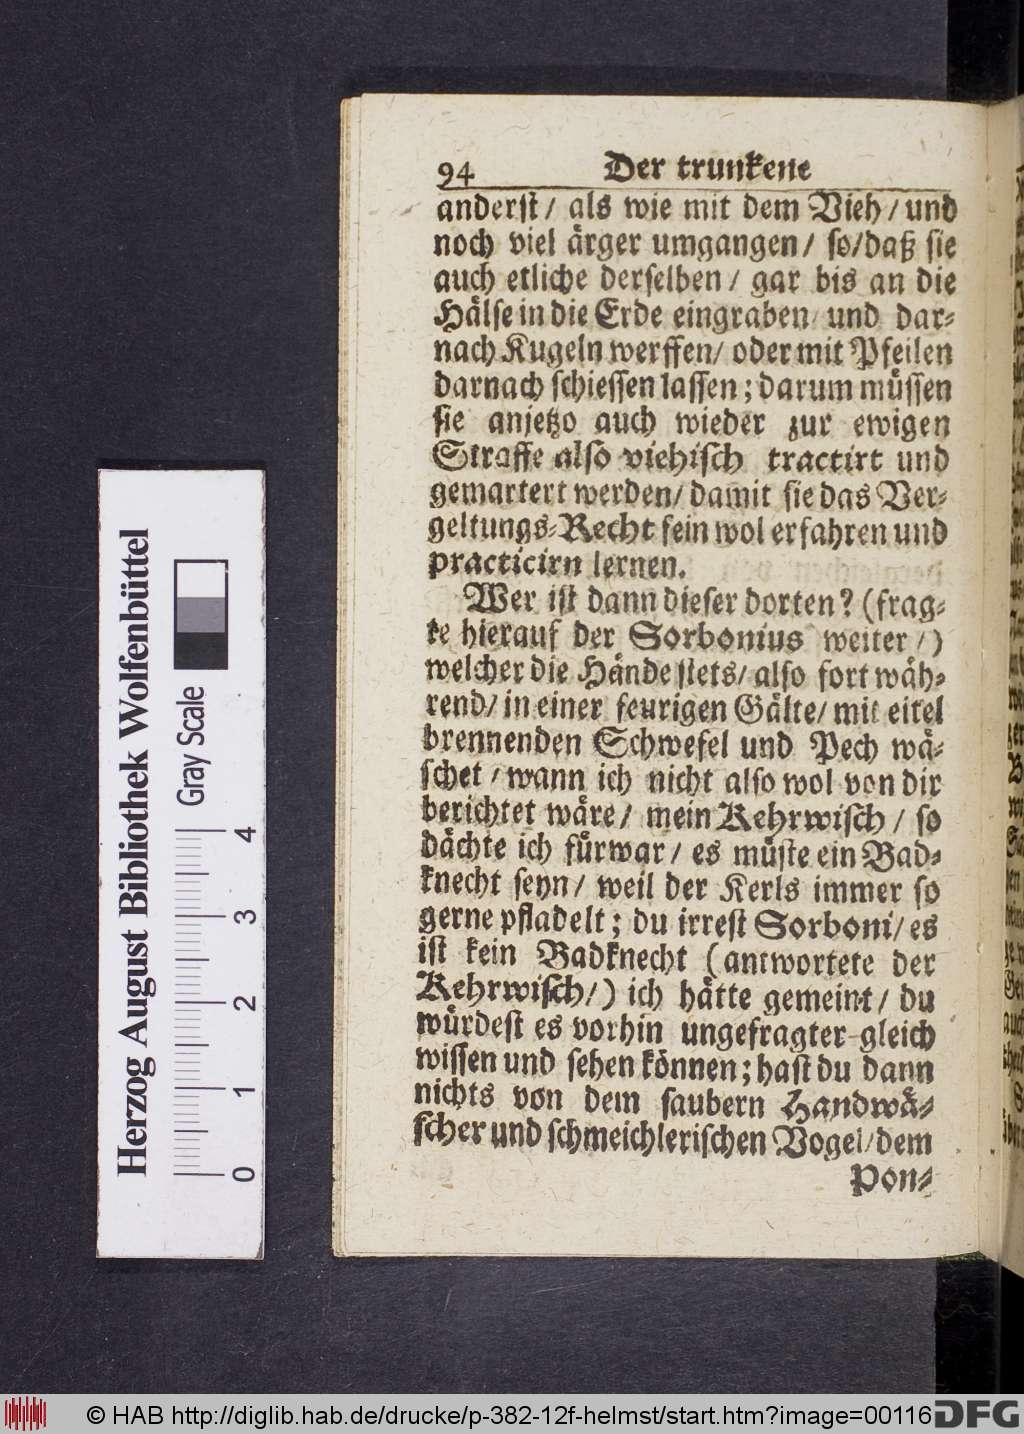 94 Der trunkene
anderst/ als wie mit dem Vieh/ und
noch viel ärger umgangen/ so/daß sie
auch etliche derselben/ gar bis an die
Hälse in die Erde eingraben/ und dar-
nach Kugeln werffen/ oder mit Pfeilen
darnach schiessen lassen; darum müssen
sie anjetzo auch wieder zur ewigen
Straffe also viehisch tractirt und
gemartert werden/ damit sie das Ver-
geltungs-Recht fein wol erfahren und
practicirn lernen.
Wer ist dann dieser dorten? (frag-
te hierauf der Sorbonius weiter/)
welcher die Hände stets/ also fort wäh-
rend/ in einer feurigen Gälte/ mit eitel
brennenden Schwefel und Pech wä-
schet/ wann ich nicht also wol von dir
berichtet wäre/ mein Kehrwisch/ so
dächte ich fürwar/ es müste ein Bad-
knecht seyn/ weil der Kerls immer so
gerne pfladelt; du irrest Sorboni/ es
ist kein Badknecht (antwortete der
Kehrwisch/) ich hätte gemeint/ du
würdest es vorhin ungefragter gleich
wissen und sehen können; hast du dann
nichts von dem saubern Handwä-
scher und schmeichlerischen Vogel/ dem
Pon-
Herzog August Bibliothek Wolfenbüttel
Gray Scale
0 1 2 3 4
© HAB http://diglib.hab.de/drucke/p-382-12f-helmst/start.htm?image=00116
DFG